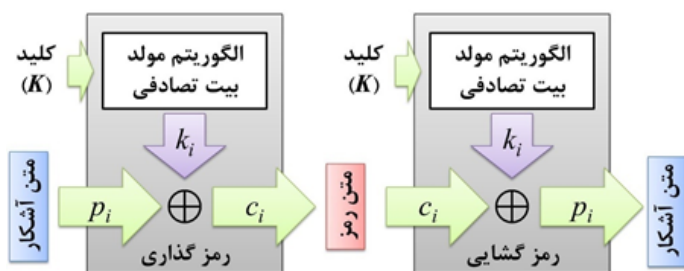 کلید
(K)
الگوریتم مولد
بیت تصادفی
k_i
متن آشکار
p_i
⊕
c_i
رمز گذاری
متن رمز
کلید
(K)
الگوریتم مولد
بیت تصادفی
k_i
c_i
⊕
p_i
رمز گشایی
متن آشکار